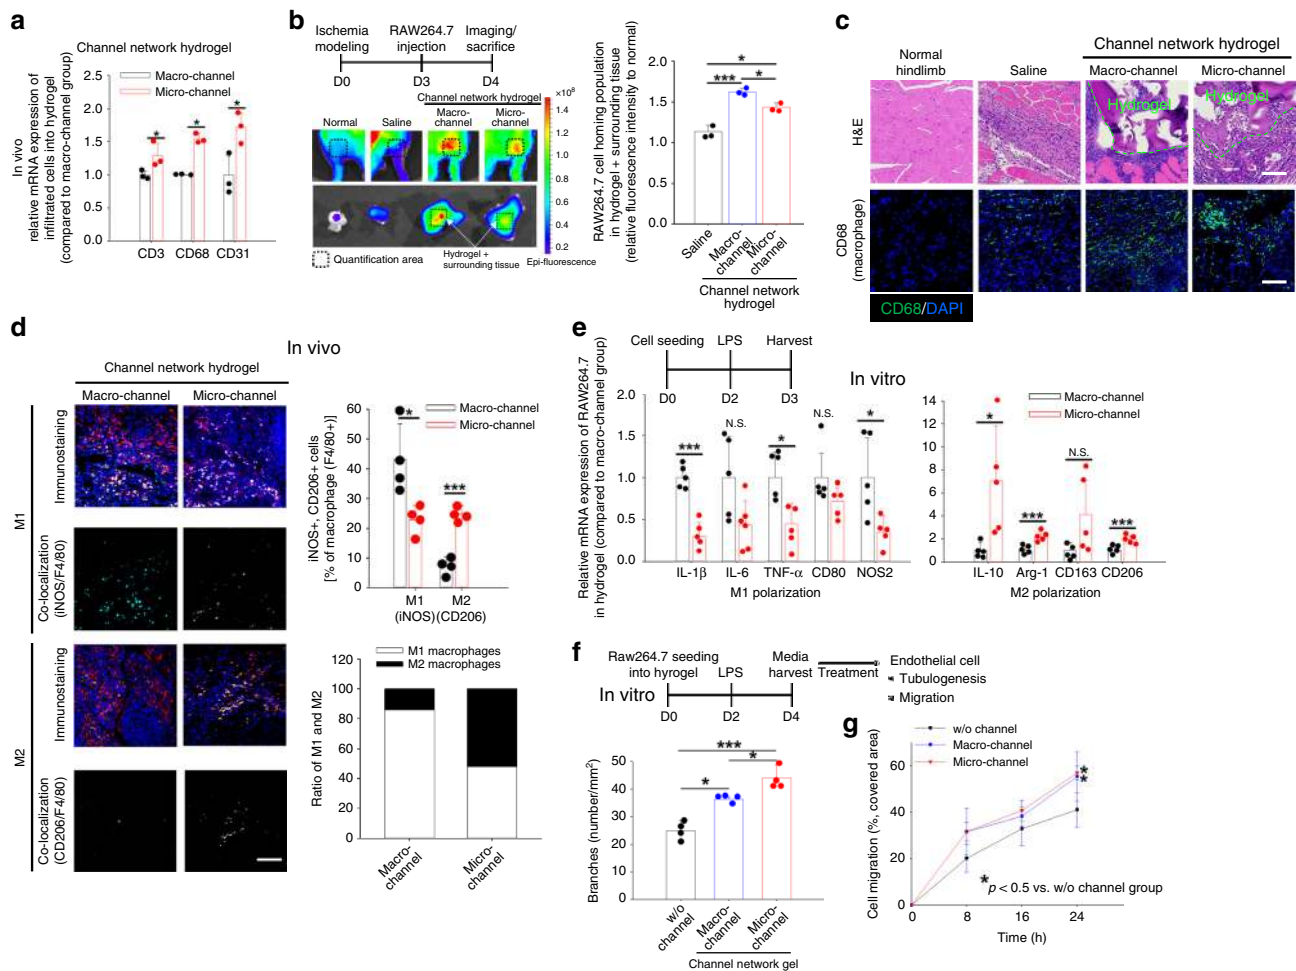 a
Channel network hydrogel
Macro-channel
Micro-channel
In vivo
relative mRNA expression of
infiltrated cells into hydrogel
(compared to macro-channel group)
2.5
2.0
1.5
1.0
0.5
0.0
*
*
*
CD3 CD68 CD31
b
Ischemia
modeling
RAW264.7
injection
Imaging/
sacrifice
D0 D3 D4
Channel network hydrogel
Normal Saline
Macro-
channel
Micro-
channel
×10⁸
1.8
1.6
1.4
1.2
1.0
0.8
0.6
0.4
0.2
Quantification area
Hydrogel +
surrounding tissue
Epi-fluorescence
RAW264.7 cell homing population
in hydrogel + surrounding tissue
(relative fluorescence intensity to normal)
2.0
1.5
1.0
0.5
0.0
*
*** *
Saline
Macro-
channel
Micro-
channel
Channel network
hydrogel
c
Channel network hydrogel
Normal
hindlimb
Saline
Macro-channel
Micro-channel
H&E
Hydrogel
Hydrogel
CD68
(macrophage)
CD68/DAPI
d
In vivo
Channel network hydrogel
Macro-channel Micro-channel
M1
Immunostaining
Co-localization
(iNOS/F4/80)
M2
Immunostaining
Co-localization
(CD206/F4/80)
iNOS+, CD206+ cells
[% of macrophage (F4/80+)]
60
50
40
30
20
10
0
Macro-channel
Micro-channel
*
***
M1
(iNOS)
M2
(CD206)
M1 macrophages
M2 macrophages
Ratio of M1 and M2
120
100
80
60
40
20
0
Macro-
channel
Micro-
channel
e
Cell seeding LPS Harvest
D0 D2 D3
In vitro
Relative mRNA expression of RAW264.7
in hydrogel (compared to macro-channel group)
2.0
1.5
1.0
0.5
0.0
***
N.S.
*
N.S.
*
IL-1β IL-6 TNF-α CD80 NOS2
M1 polarization
14
12
10
8
6
4
2
0
Macro-channel
Micro-channel
*
***
N.S.
***
IL-10 Arg-1 CD163 CD206
M2 polarization
f
Raw264.7 seeding
into hyrogel
LPS
Media
harvest
Treatment
Endothelial cell
Tubulogenesis
Migration
In vitro
D0 D2 D4
Branches (number/mm²)
50
40
30
20
10
0
***
*
*
w/o
channel
Macro-
channel
Micro-
channel
Channel network gel
g
w/o channel
Macro-channel
Micro-channel
Cell migration (%, covered area)
60
40
20
0
*
*
* p < 0.5 vs. w/o channel group
0 8 16 24
Time (h)